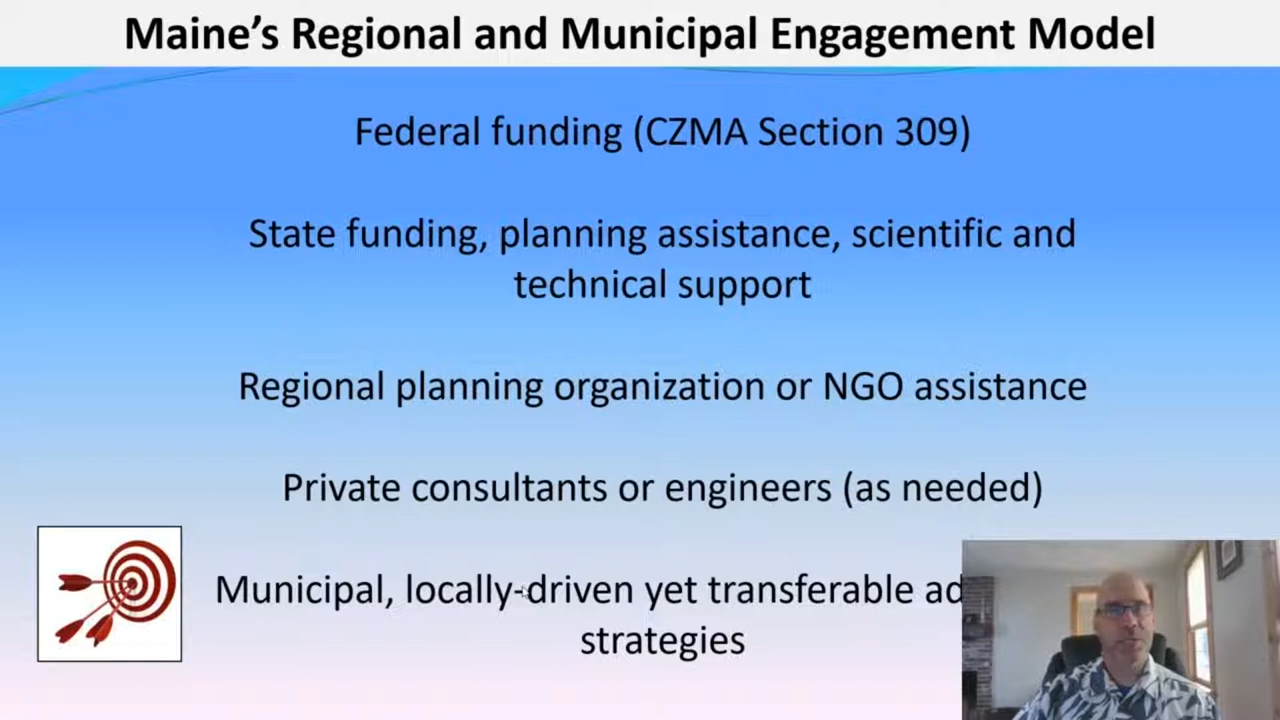 Maine's Regional and Municipal Engagement Model
Federal funding (CZMA Section 309)
State funding, planning assistance, scientific and
technical support
Regional planning organization or NGO assistance
Private consultants or engineers (as needed)
Municipal, locally-driven yet transferable
strategies